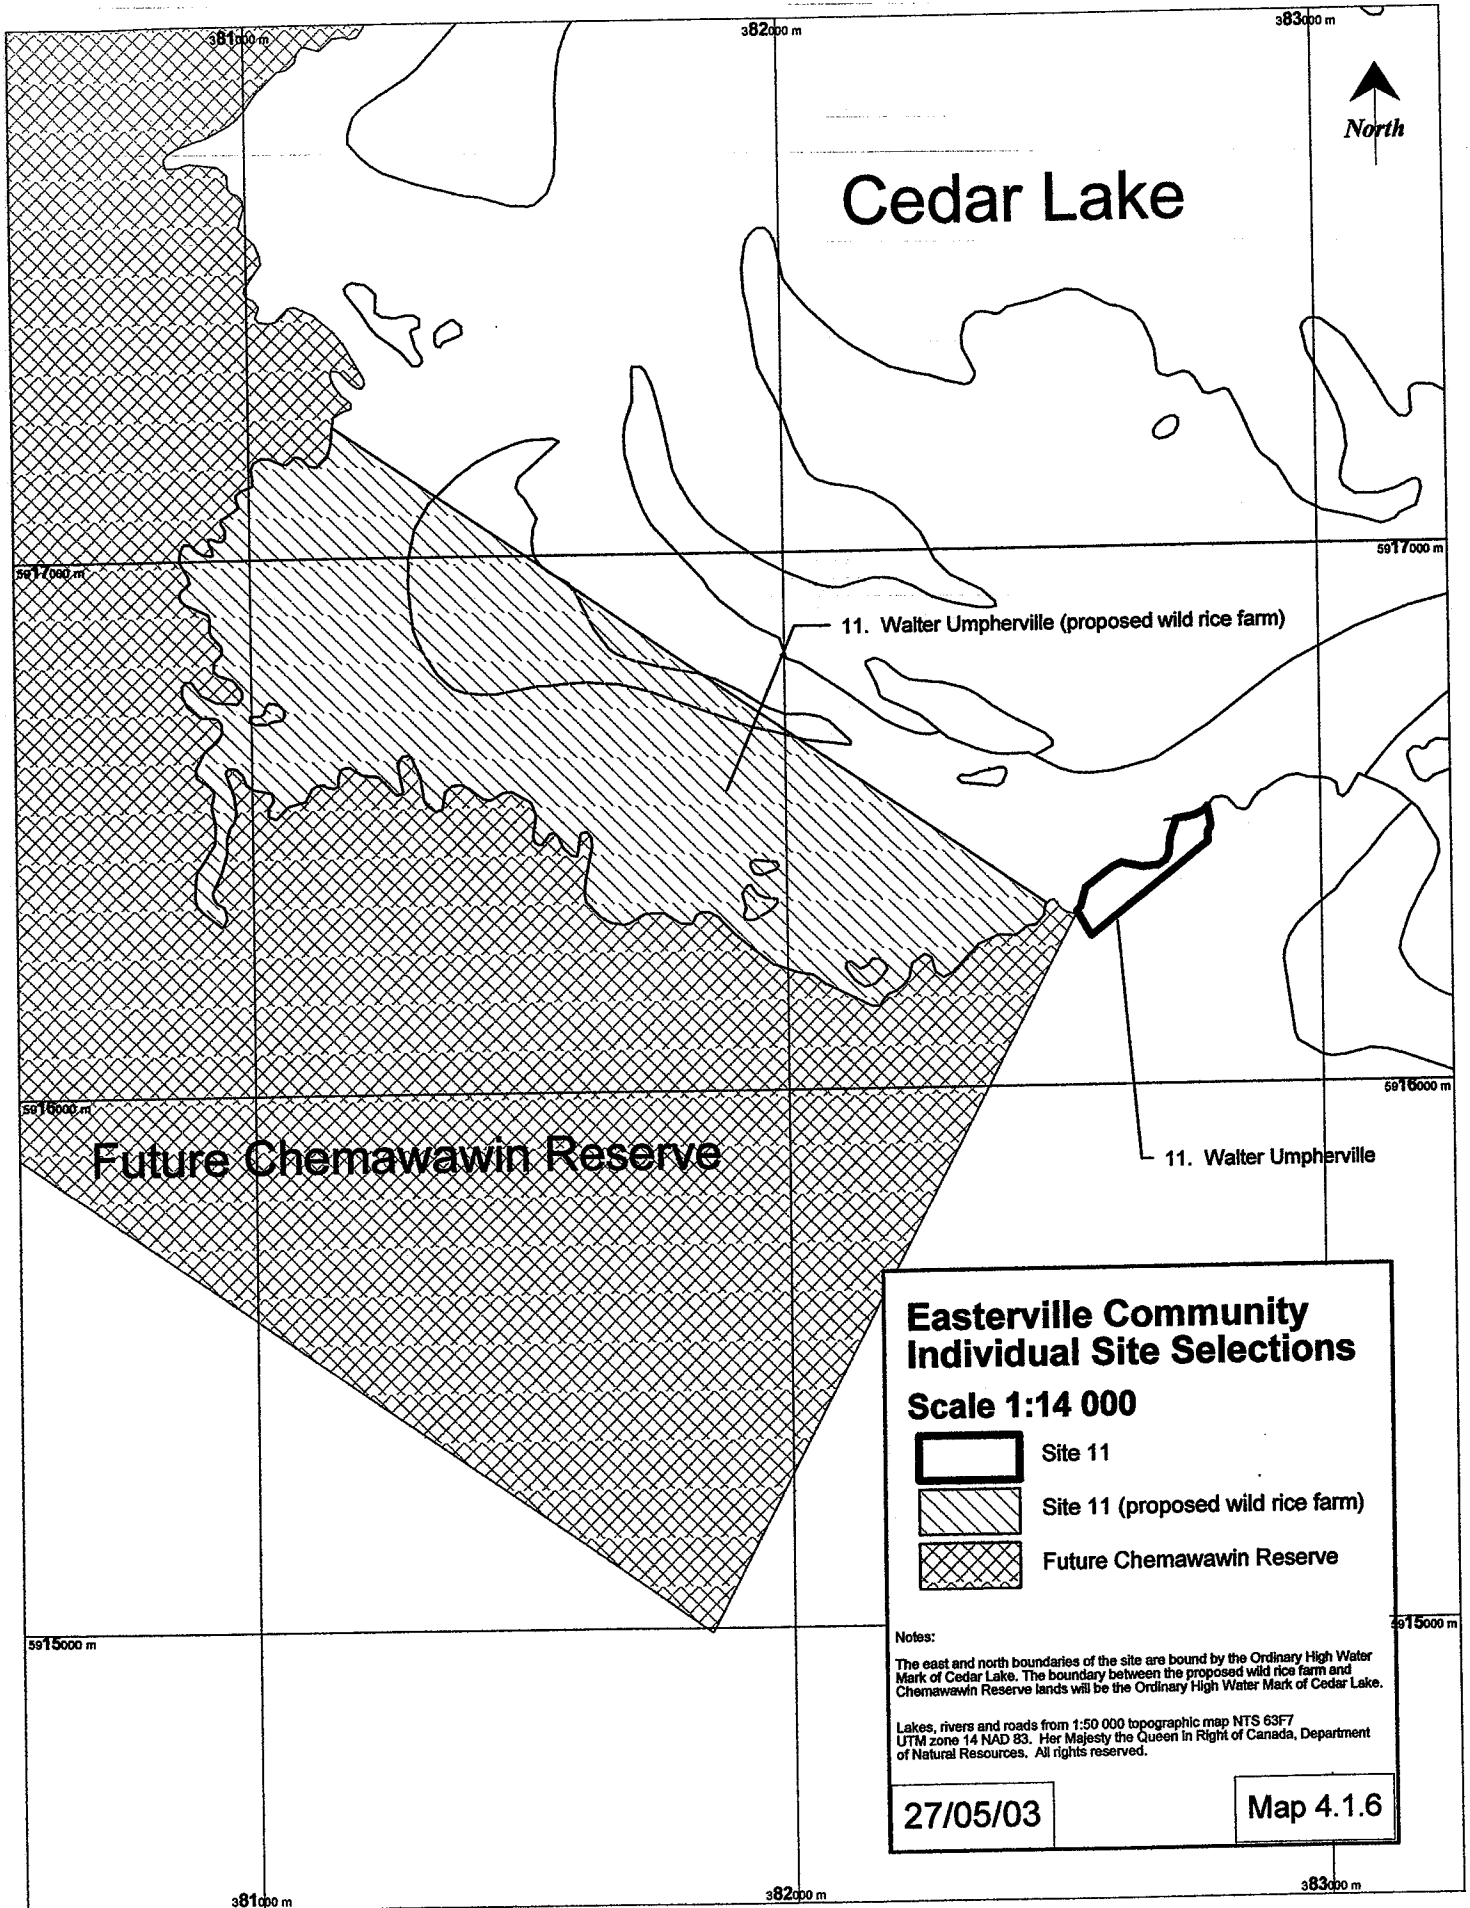 381000 m
382000 m
383000 m
North
Cedar Lake
5917000 m
5917000 m
11. Walter Umpherville (proposed wild rice farm)
5916000 m
5916000 m
Future Chemawawin Reserve
11. Walter Umpherville
Easterville Community
Individual Site Selections
Scale 1:14 000
Site 11
Site 11 (proposed wild rice farm)
Future Chemawawin Reserve
5915000 m
5915000 m
Notes:
The east and north boundaries of the site are bound by the Ordinary High Water
Mark of Cedar Lake. The boundary between the proposed wild rice farm and
Chemawawin Reserve lands will be the Ordinary High Water Mark of Cedar Lake.
Lakes, rivers and roads from 1:50 000 topographic map NTS 63F7
UTM zone 14 NAD 83. Her Majesty the Queen in Right of Canada, Department
of Natural Resources. All rights reserved.
27/05/03
Map 4.1.6
381000 m
382000 m
383000 m